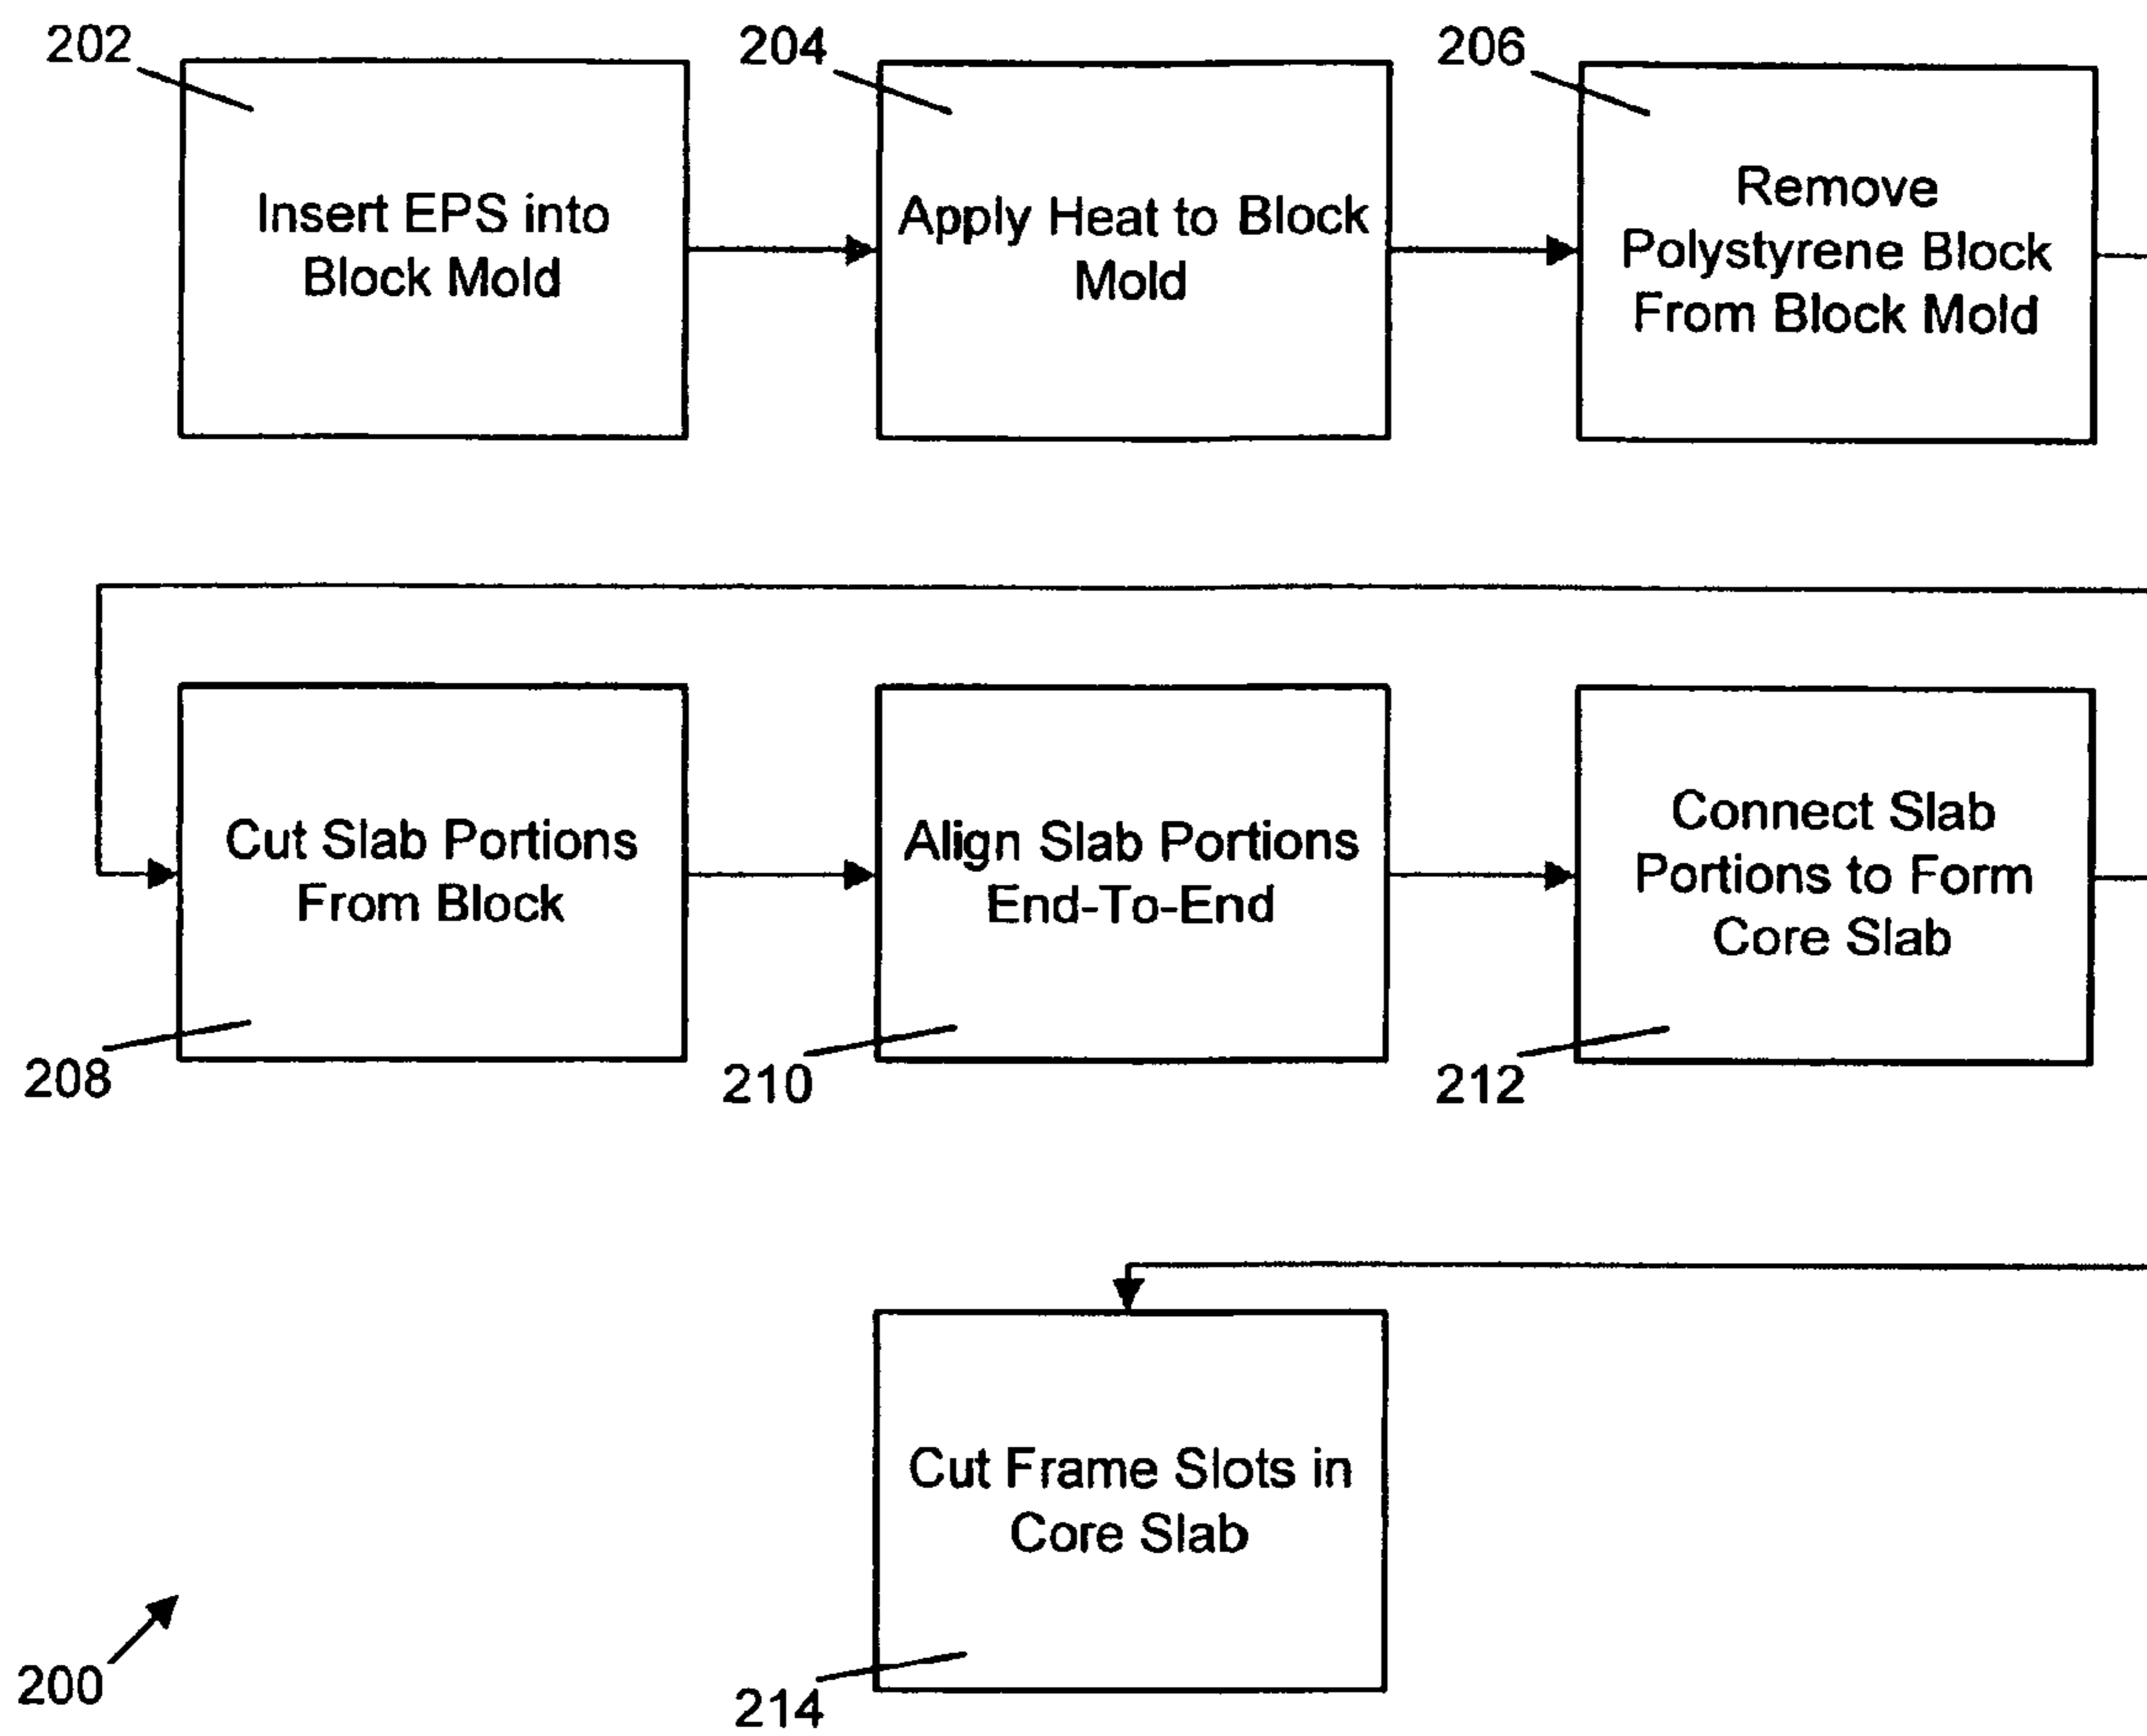 202
Insert EPS into
Block Mold
204
Apply Heat to Block
Mold
206
Remove
Polystyrene Block
From Block Mold
Cut Slab Portions
From Block
208
Align Slab Portions
End-To-End
210
Connect Slab
Portions to Form
Core Slab
212
Cut Frame Slots in
Core Slab
214
200